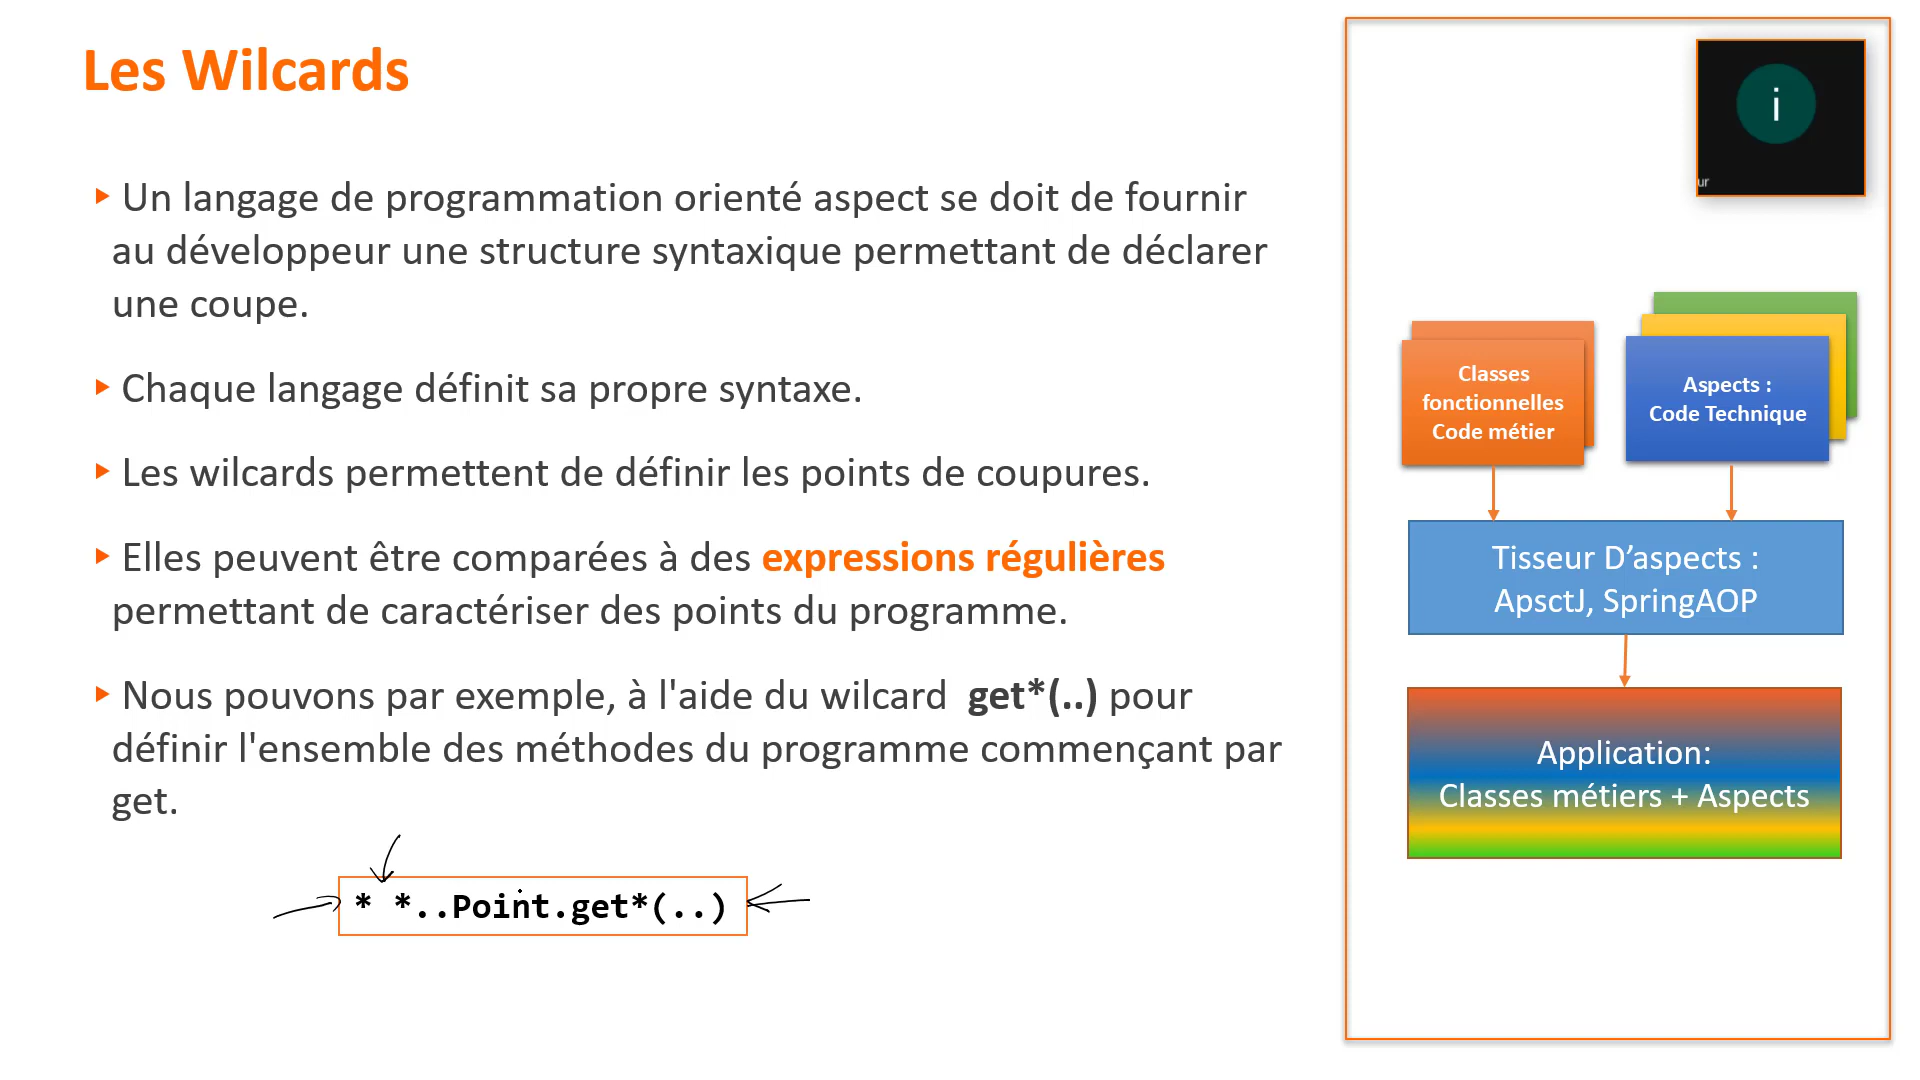 Les Wilcards
Un langage de programmation orienté aspect se doit de fournir
au développeur une structure syntaxique permettant de déclarer
une coupe.
Chaque langage définit sa propre syntaxe.
Les wilcards permettent de définir les points de coupures.
Elles peuvent être comparées à des expressions régulières
permettant de caractériser des points du programme.
Nous pouvons par exemple, à l'aide du wilcard get*(..) pour
définir l'ensemble des méthodes du programme commençant par
get.
* *..Point.get*(..)
i
ur
Classes
fonctionnelles
Code métier
Aspects :
Code Technique
Tisseur D’aspects :
ApsctJ, SpringAOP
Application:
Classes métiers + Aspects